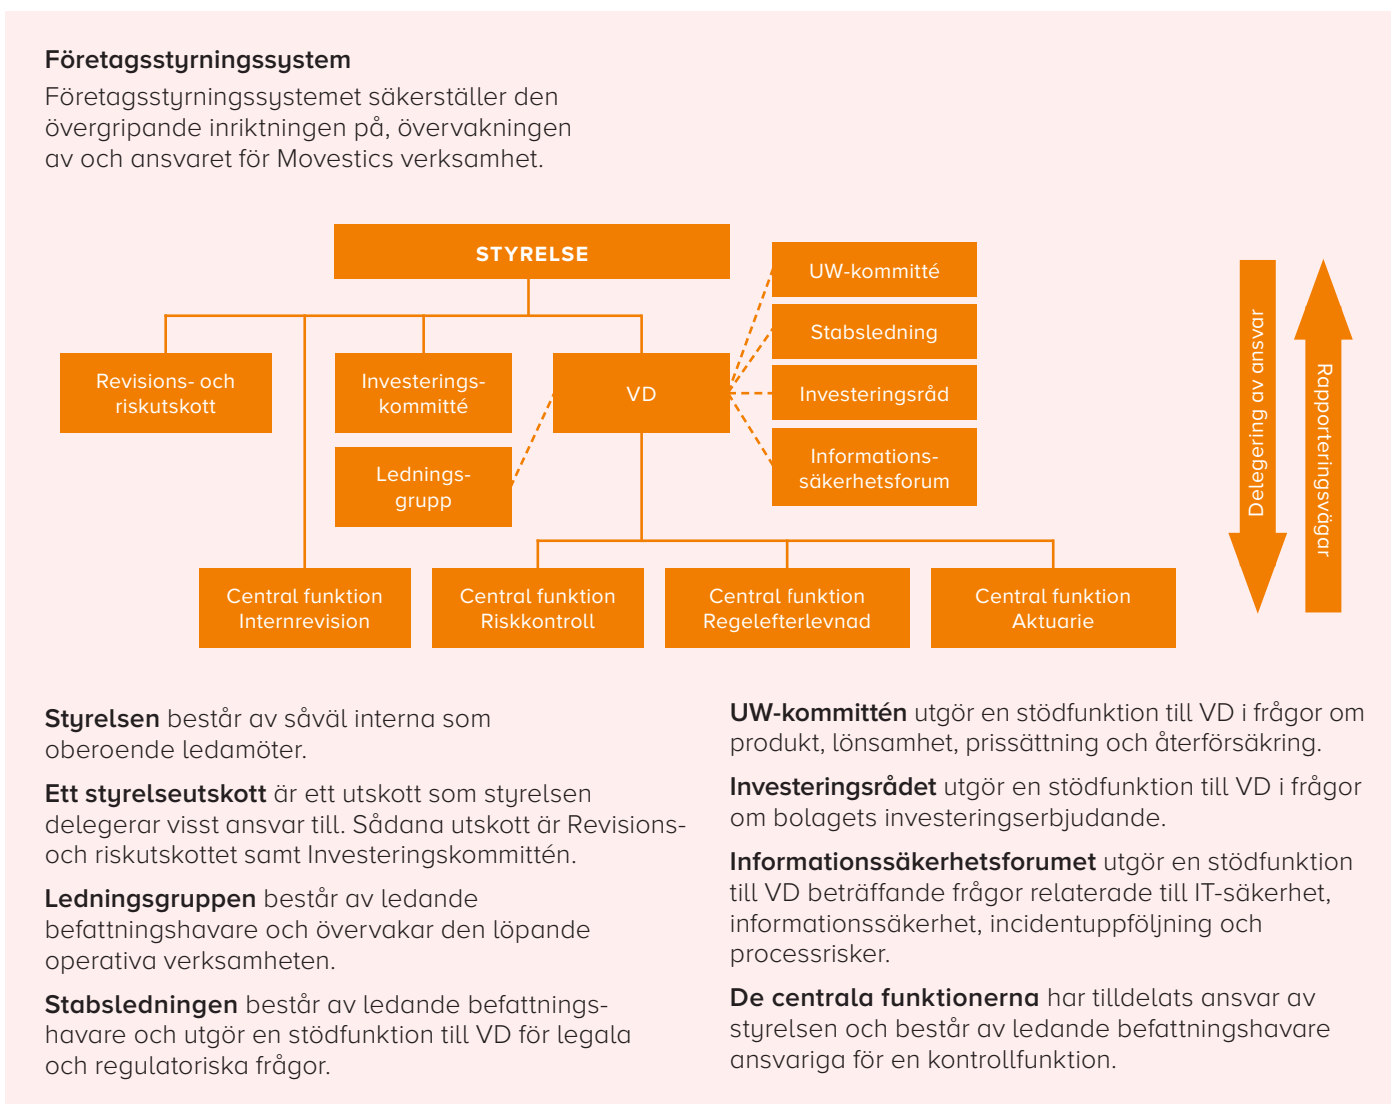 Företagsstyrningssystem
Företagsstyrningssystemet säkerställer den
övergripande inriktningen på, övervakningen
av och ansvaret för Movestics verksamhet.
STYRELSE
UW-kommitté
Stabsledning
Revisions- och
riskutskott
Investerings-
kommitté
VD
Investeringsråd
Lednings-
grupp
Informations-
säkerhetsforum
Delegering av ansvar
Rapporteringsvägar
Central funktion
Internrevision
Central funktion
Riskkontroll
Central funktion
Regelefterlevnad
Central funktion
Aktuarie
Styrelsen består av såväl interna som
oberoende ledamöter.
Ett styrelseutskott är ett utskott som styrelsen
delegerar visst ansvar till. Sådana utskott är Revisions-
och riskutskottet samt Investeringskommittén.
Ledningsgruppen består av ledande
befattningshavare och övervakar den löpande
operativa verksamheten.
Stabsledningen består av ledande befattnings-
havare och utgör en stödfunktion till VD för legala
och regulatoriska frågor.
UW-kommittén utgör en stödfunktion till VD i frågor om
produkt, lönsamhet, prissättning och återförsäkring.
Investeringsrådet utgör en stödfunktion till VD i frågor
om bolagets investeringserbjudande.
Informationssäkerhetsforumet utgör en stödfunktion
till VD beträffande frågor relaterade till IT-säkerhet,
informationssäkerhet, incidentuppföljning och
processrisker.
De centrala funktionerna har tilldelats ansvar av
styrelsen och består av ledande befattningshavare
ansvariga för en kontrollfunktion.